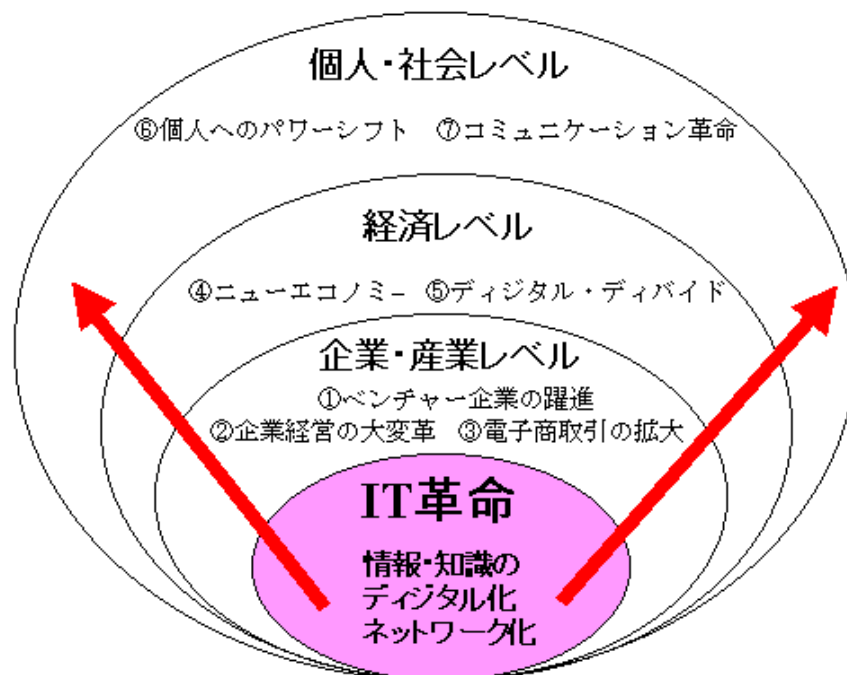 個人・社会レベル
⑥個人へのパワーシフト ⑦コミュニケーション革命
経済レベル
④ニューエコノミー ⑤ディジタル・ディバイド
企業・産業レベル
①ベンチャー企業の躍進
②企業経営の大変革 ③電子商取引の拡大
IT革命
情報・知識の
ディジタル化
ネットワーク化